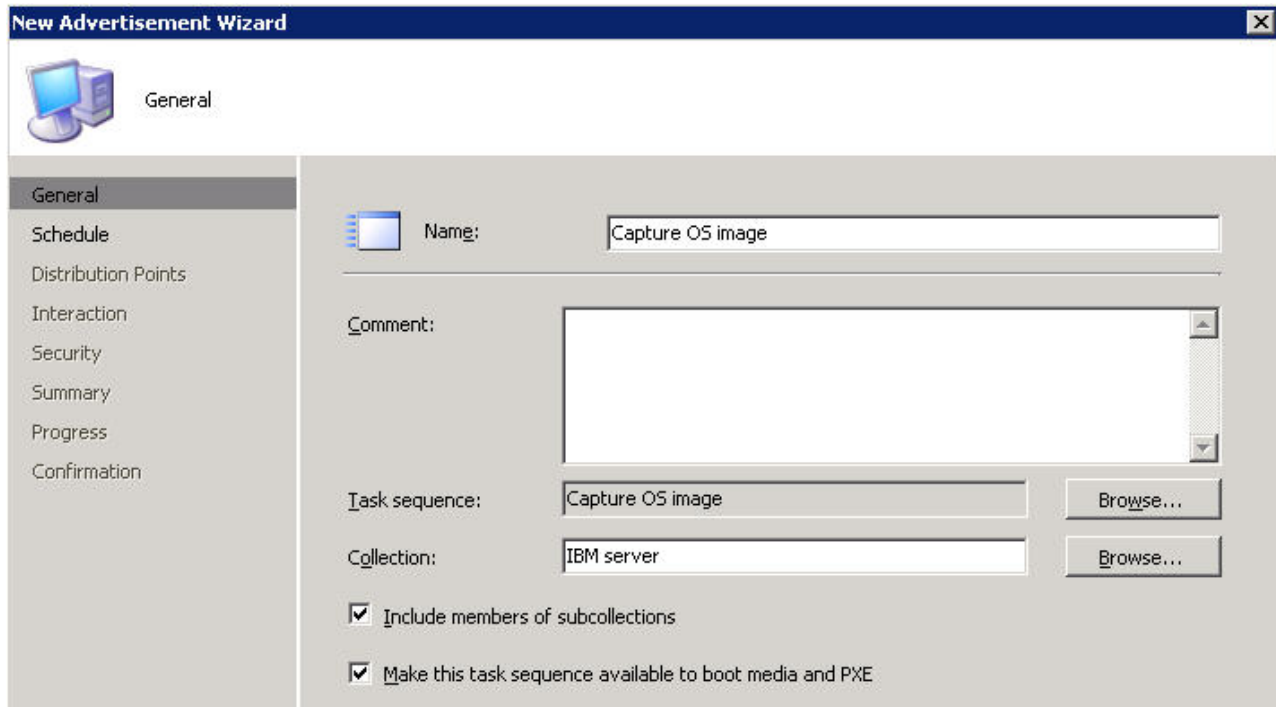 New Advertisement Wizard
General
General
Schedule
Distribution Points
Interaction
Security
Summary
Progress
Confirmation
Name: Capture OS image
Comment:
Task sequence: Capture OS image Browse...
Collection: IBM server Browse...
Include members of subcollections
Make this task sequence available to boot media and PXE